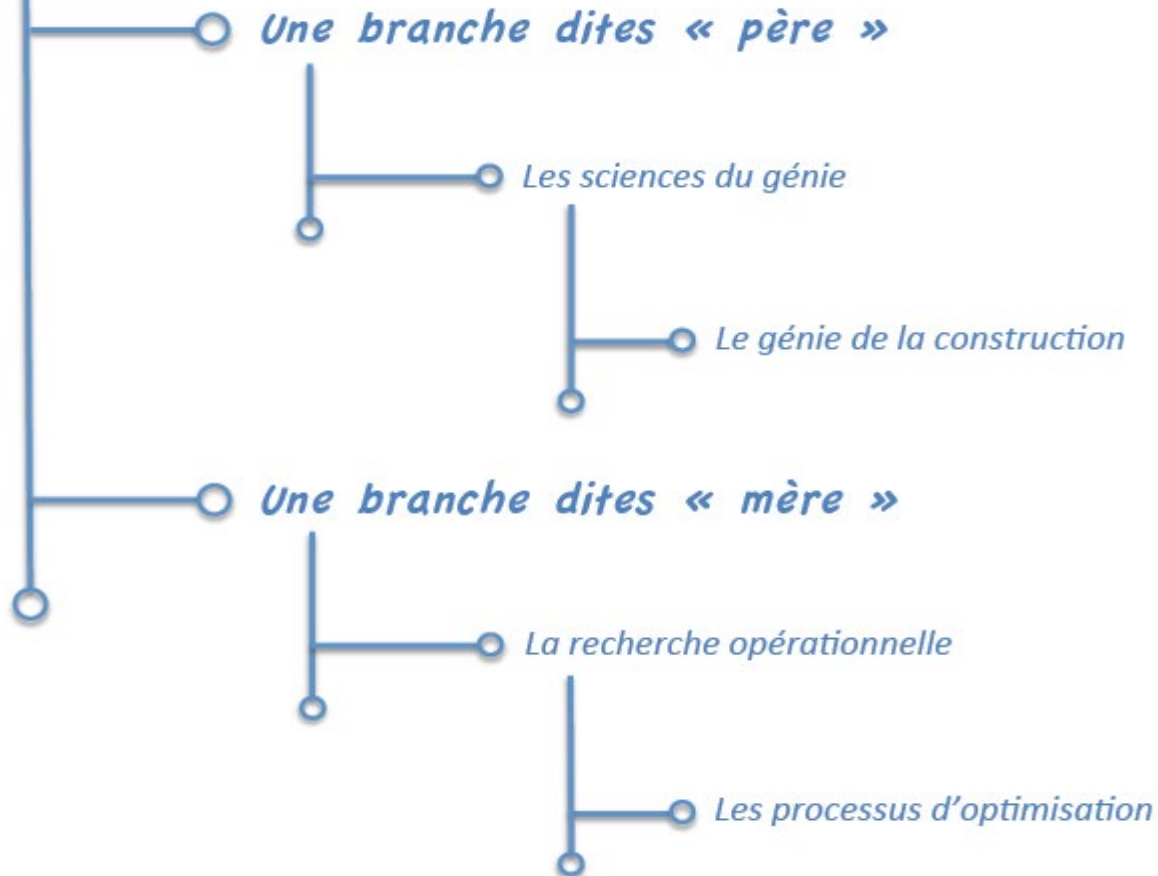 Une branche dites « père »
Les sciences du génie
Le génie de la construction
Une branche dites « mère »
La recherche opérationnelle
Les processus d’optimisation